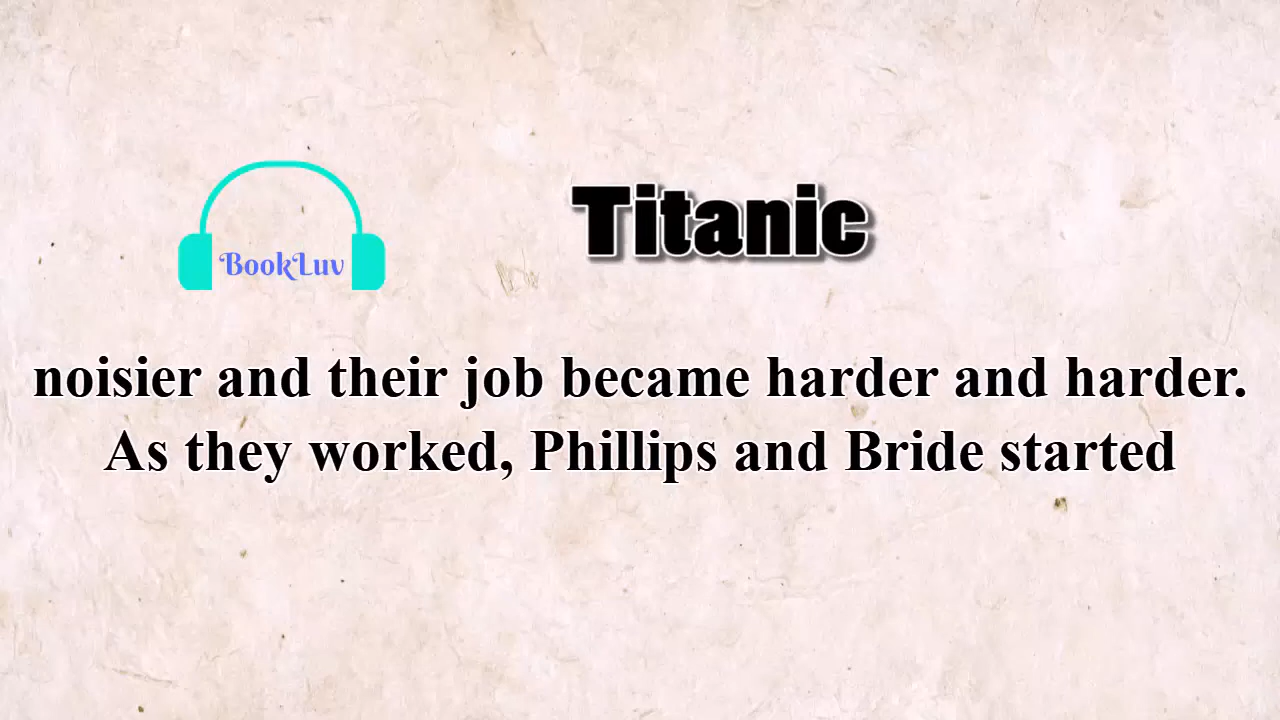 BookLuv
Titanic
noisier and their job became harder and harder.
As they worked, Phillips and Bride started